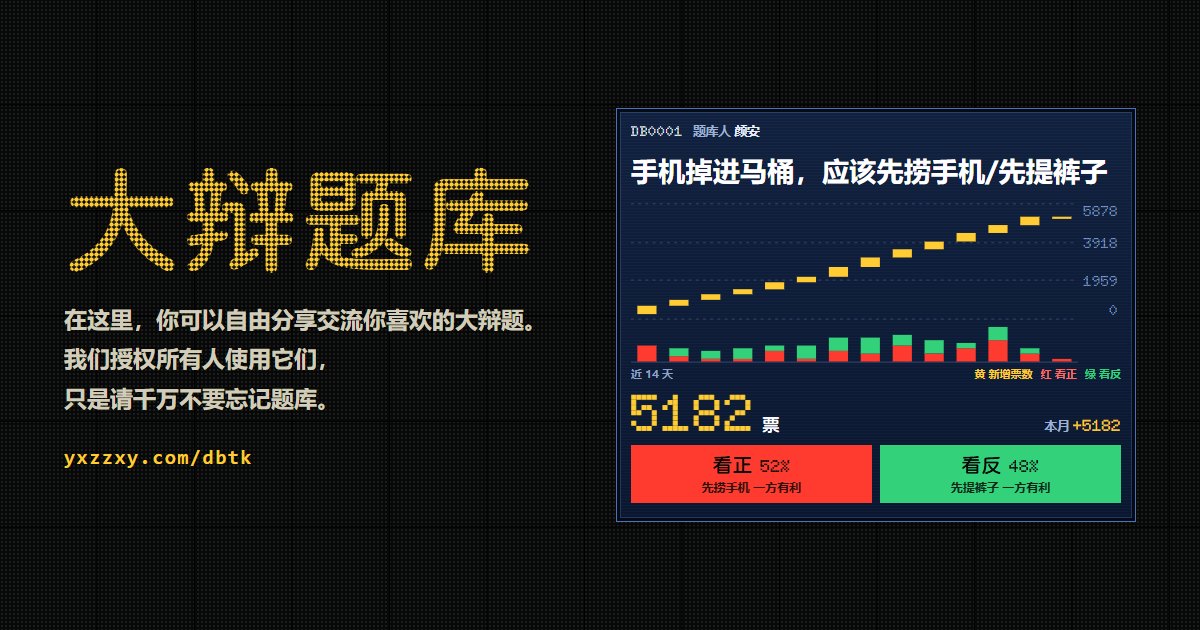 大辩题库
在这里，你可以自由分享交流你喜欢的大辩题。
我们授权所有人使用它们，
只是请千万不要忘记题库。
yxzzxy.com/dbtk
DB0001 题库人 颜安
手机掉进马桶，应该先捞手机/先提裤子
5878
3918
1959
0
近 14 天
黄 新增票数 红 看正 绿 看反
5182 票
本月+5182
看正 52%
先捞手机 一方有利
看反 48%
先提裤子 一方有利